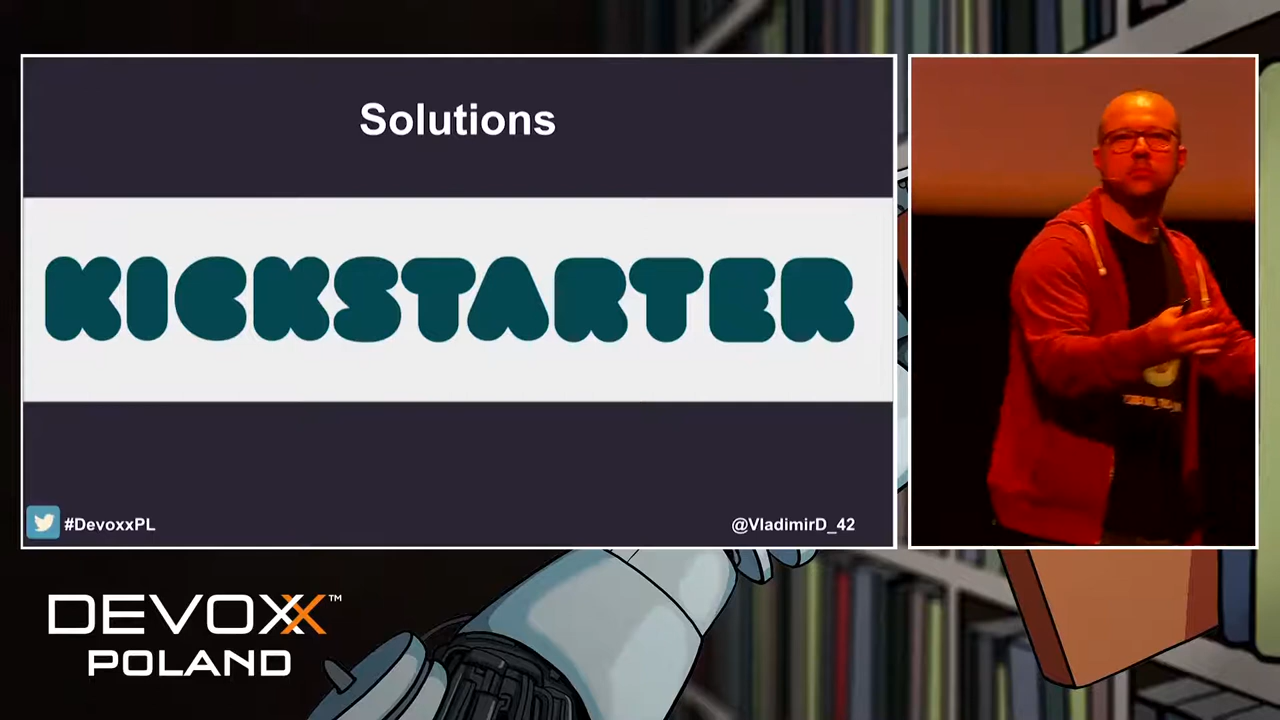 Solutions
KICKSTARTER
#DevoxxPL
@VladimirD_42
DEVOXX™
POLAND